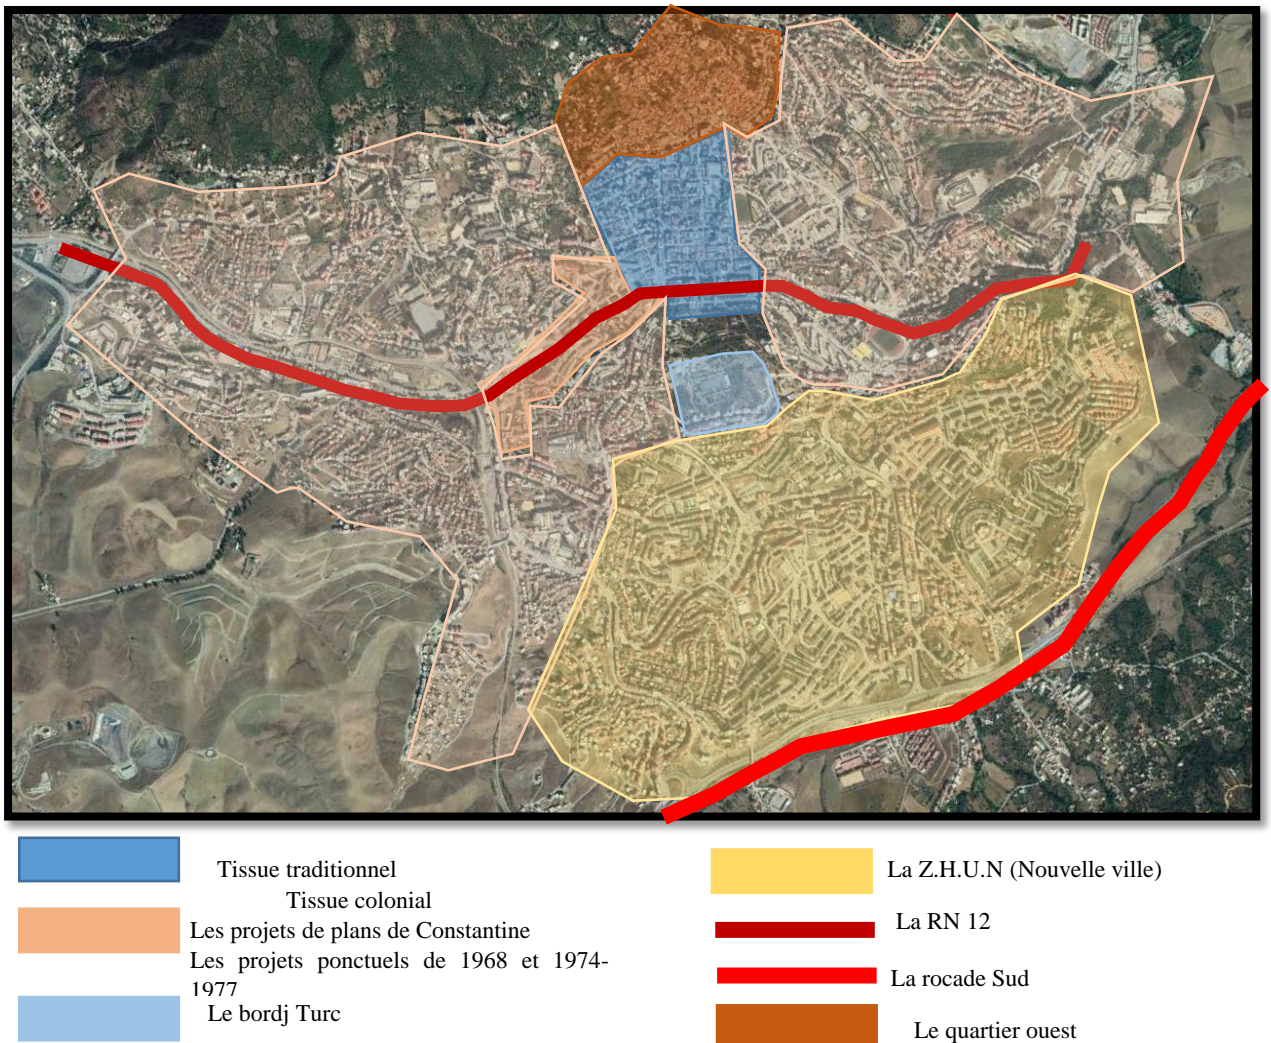 Tissue traditionnel
Tissue colonial
Les projets de plans de Constantine
Les projets ponctuels de 1968 et 1974-
1977
Le bordj Turc
La Z.H.U.N (Nouvelle ville)
La RN 12
La rocade Sud
Le quartier ouest